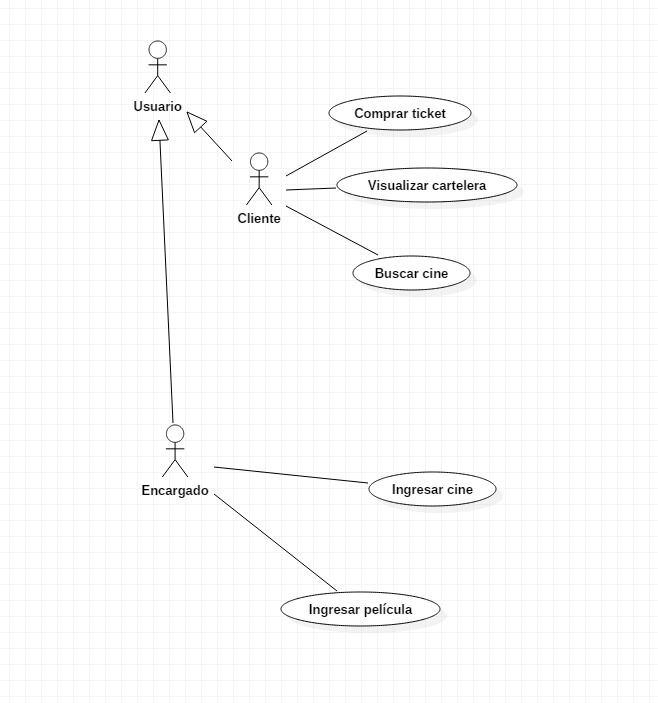 Usuario
Comprar ticket
Visualizar cartelera
Cliente
Buscar cine
Encargado
Ingresar cine
Ingresar película